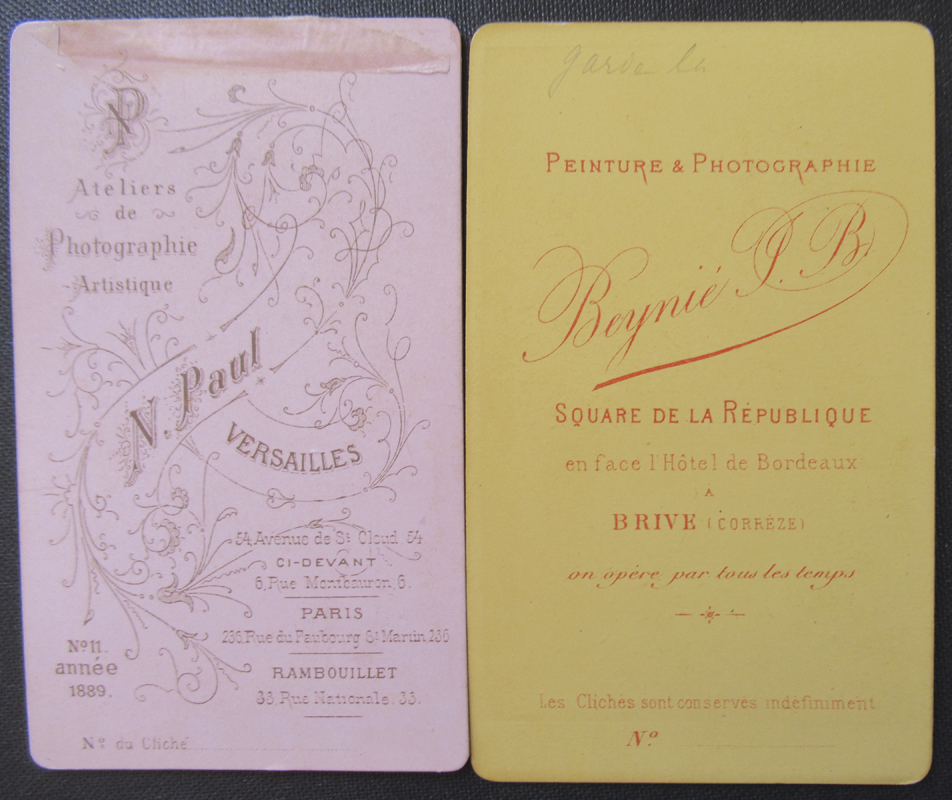 Ateliers
de
Photographie
Artistique
N. Paul
VERSAILLES
54, Avenue de St. Cloud, 54
CI-DEVANT
6, Rue Montbauron, 6.
PARIS
236, Rue du Faubourg St. Martin, 236
RAMBOUILLET
33, Rue Nationale, 33.
No. 11.
année
1889.
No. du Cliché
PEINTURE & PHOTOGRAPHIE
Beynié J. B.
SQUARE DE LA RÉPUBLIQUE
en face l'Hôtel de Bordeaux
A
BRIVE (CORRÈZE)
on opère par tous les temps
Les Clichés sont conservés indéfiniment
No.